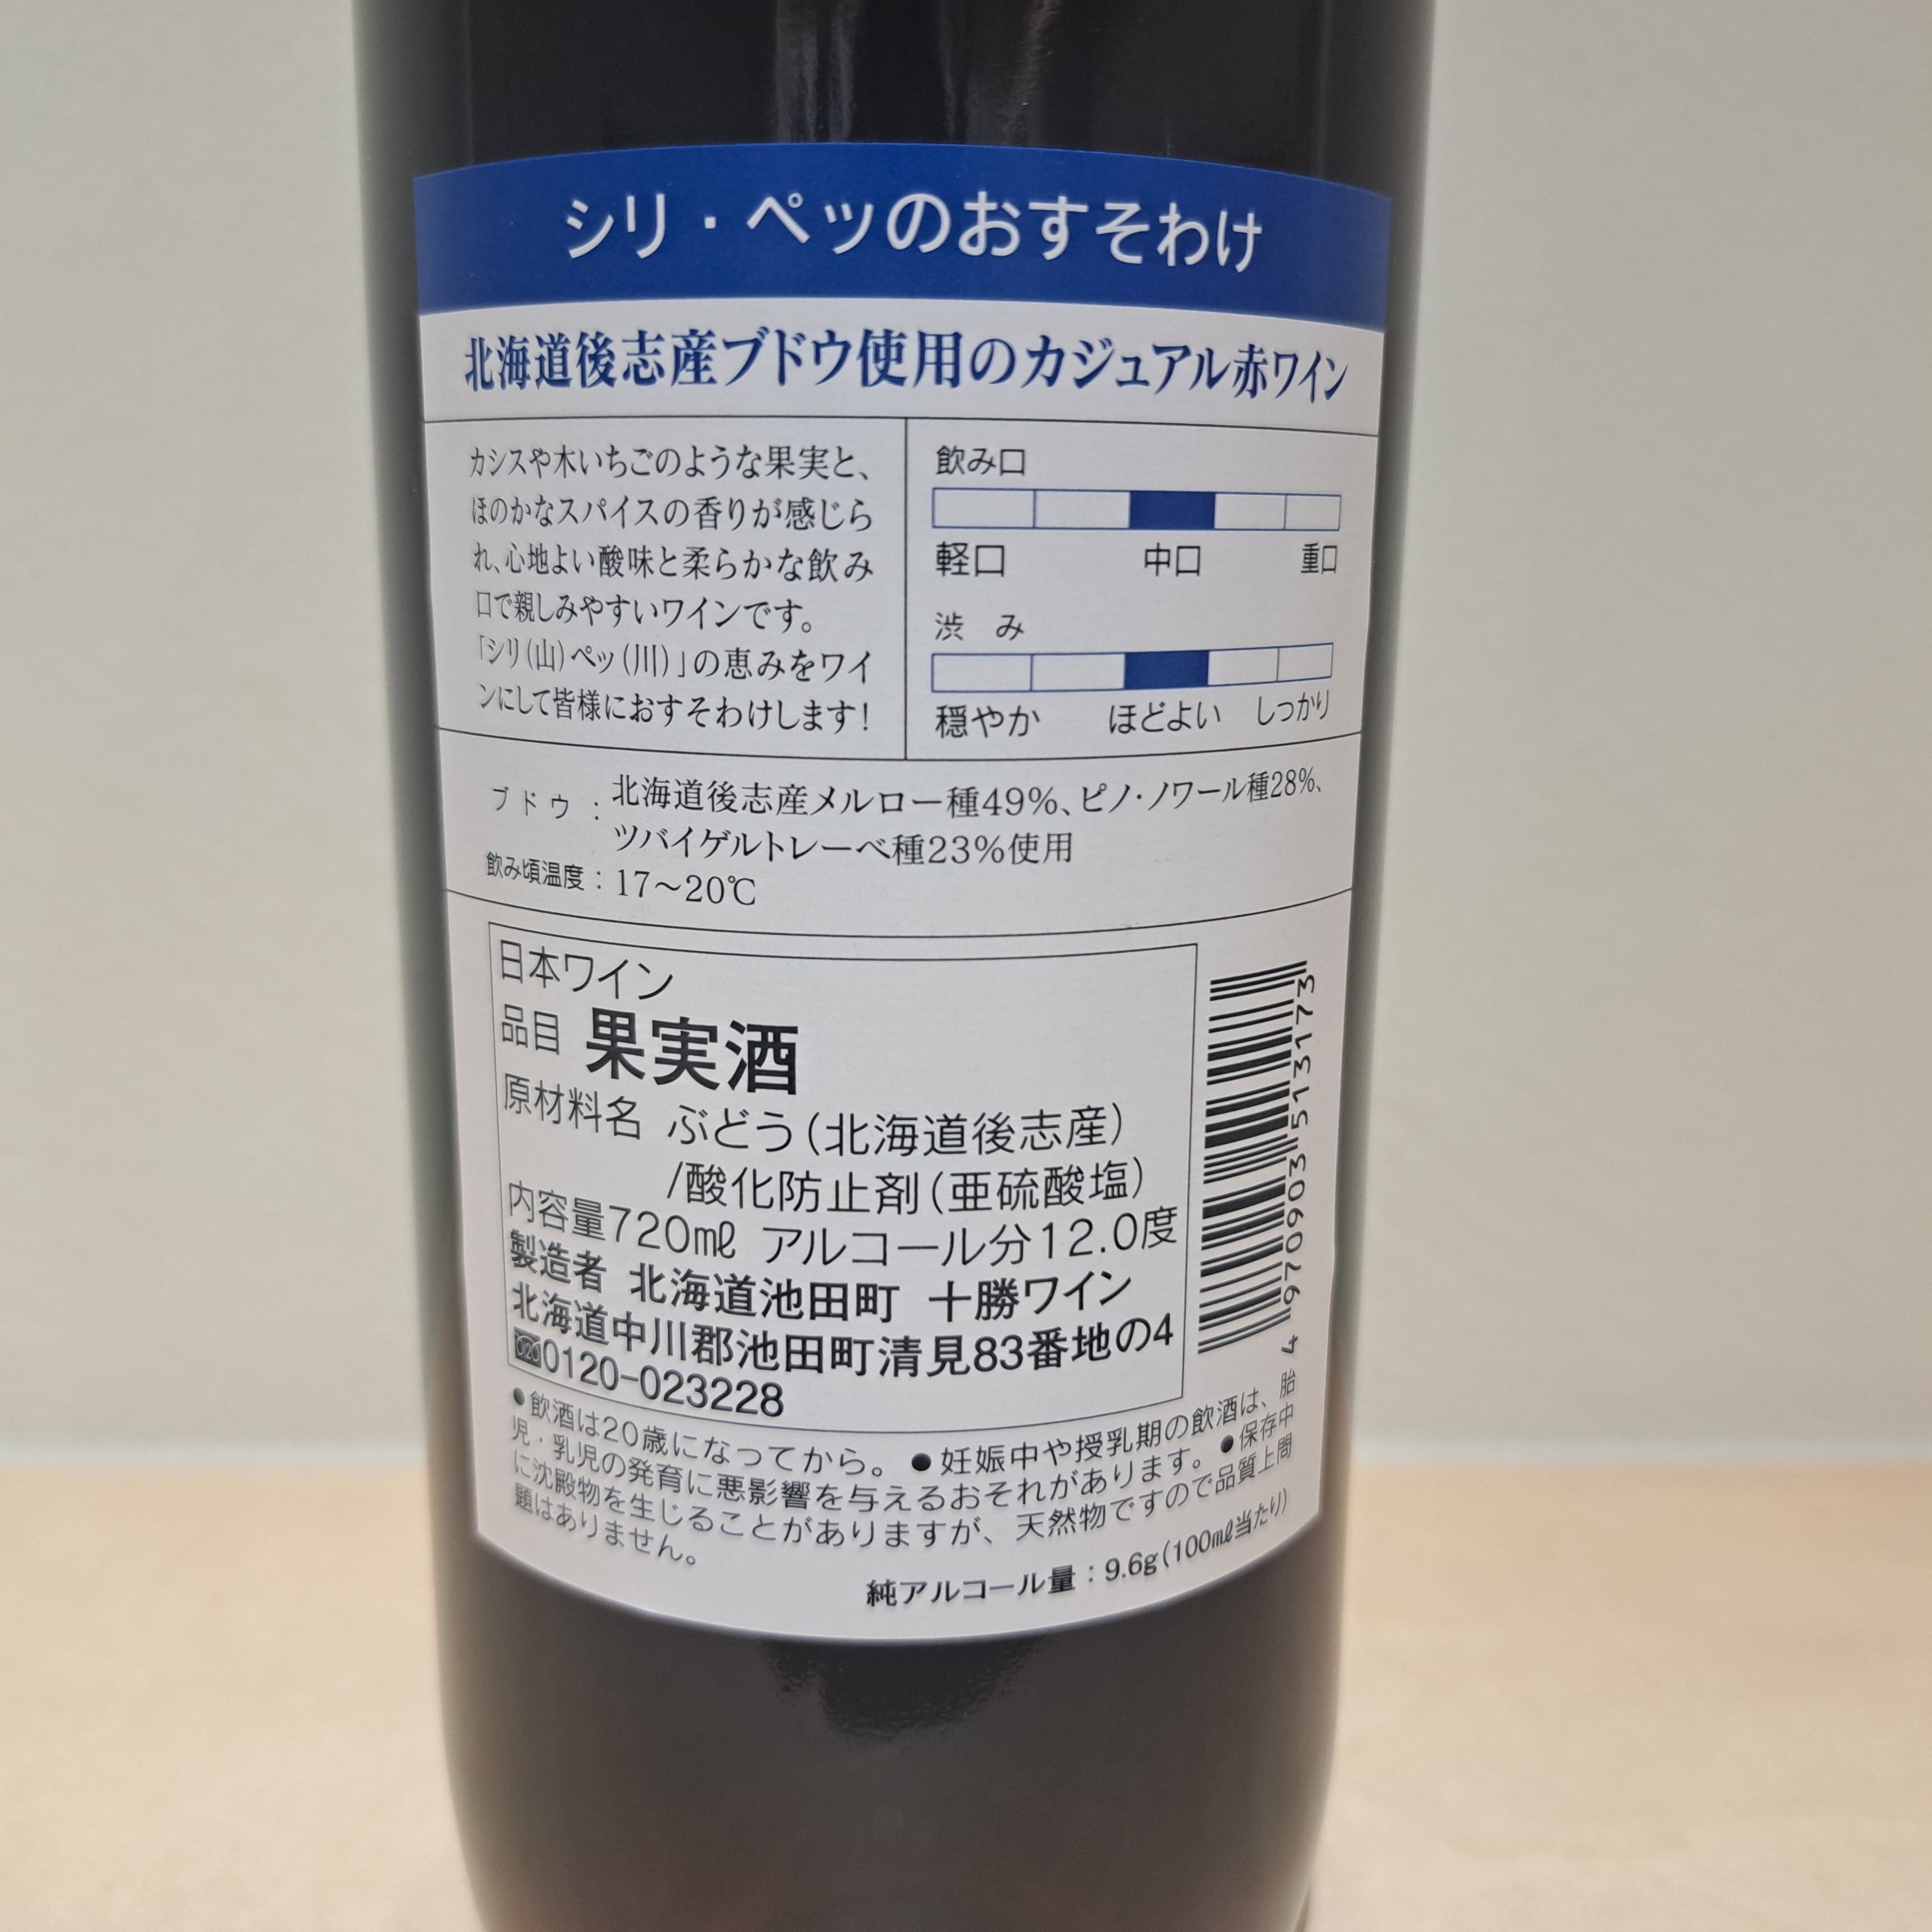 シリ・ペッのおすそわけ
北海道後志産ブドウ使用のカジュアル赤ワイン
カシスや木いちごのような果実と、
ほのかなスパイスの香りが感じら
れ、心地よい酸味と柔らかな飲み
口で親しみやすいワインです。
「シリ(山)ペッ(川)」の恵みをワイ
ンにして皆様におすそわけします!
飲み口
軽口 中口 重口
渋 み
穏やか ほどよい しっかり
ブドウ : 北海道後志産メルロー種49%、ピノ・ノワール種28%、
ツバイゲルトレーベ種23%使用
飲み頃温度 : 17～20℃
日本ワイン
品目 果実酒
原材料名 ぶどう(北海道後志産)
/酸化防止剤(亜硫酸塩)
内容量720㎖ アルコール分12.0度
製造者 北海道池田町 十勝ワイン
北海道中川郡池田町清見83番地の4
0120-023228
4 970903 513173
●飲酒は20歳になってから。 ●妊娠中や授乳期の飲酒は、胎
児・乳児の発育に悪影響を与えるおそれがあります。 ●保存中
に沈殿物を生じることがありますが、天然物ですので品質上問
題はありません。
純アルコール量 : 9.6g(100㎖当たり)